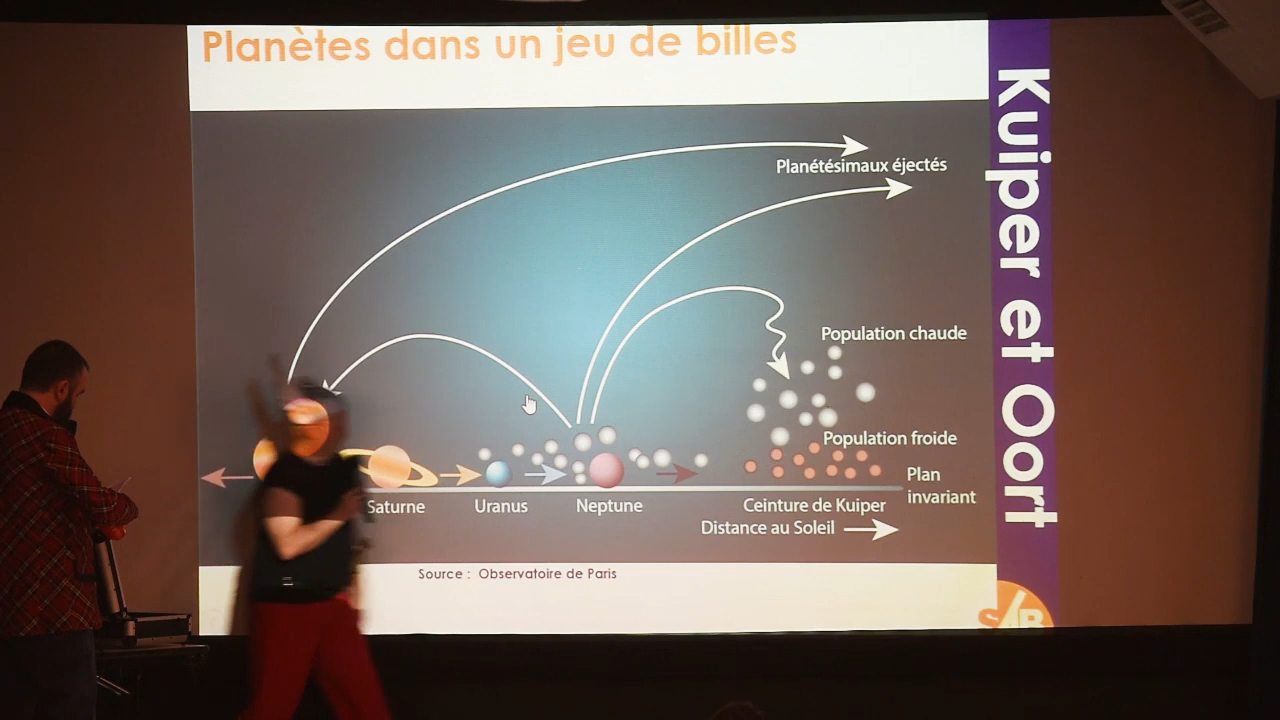 Planètes dans un jeu de billes
Kuiper et Oort
Planétésimaux éjectés
Population chaude
Population froide
Plan
invariant
Saturne
Uranus
Neptune
Ceinture de Kuiper
Distance au Soleil
Source : Observatoire de Paris